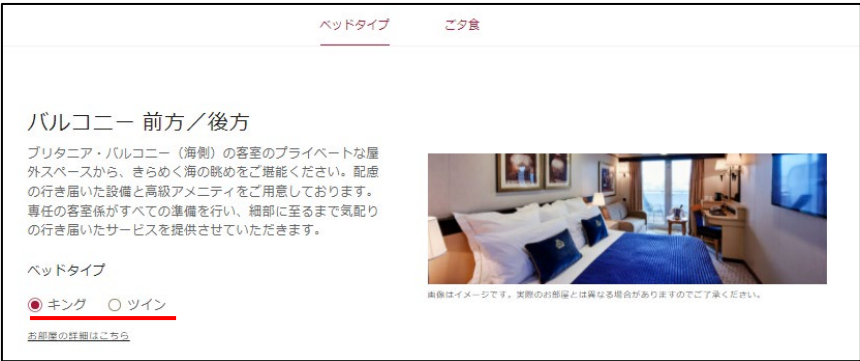 ベッドタイプ ご夕食
バルコニー 前方／後方
ブリタニア・バルコニー（海側）の客室のプライベートな屋
外スペースから、きらめく海の眺めをご堪能ください。配慮
の行き届いた設備と高級アメニティをご用意しております。
専任の客室係がすべての準備を行い、細部に至るまで気配り
の行き届いたサービスを提供させていただきます。
ベッドタイプ
キング ツイン
お部屋の詳細はこちら
画像はイメージです。実際のお部屋とは異なる場合がありますのでご了承ください。